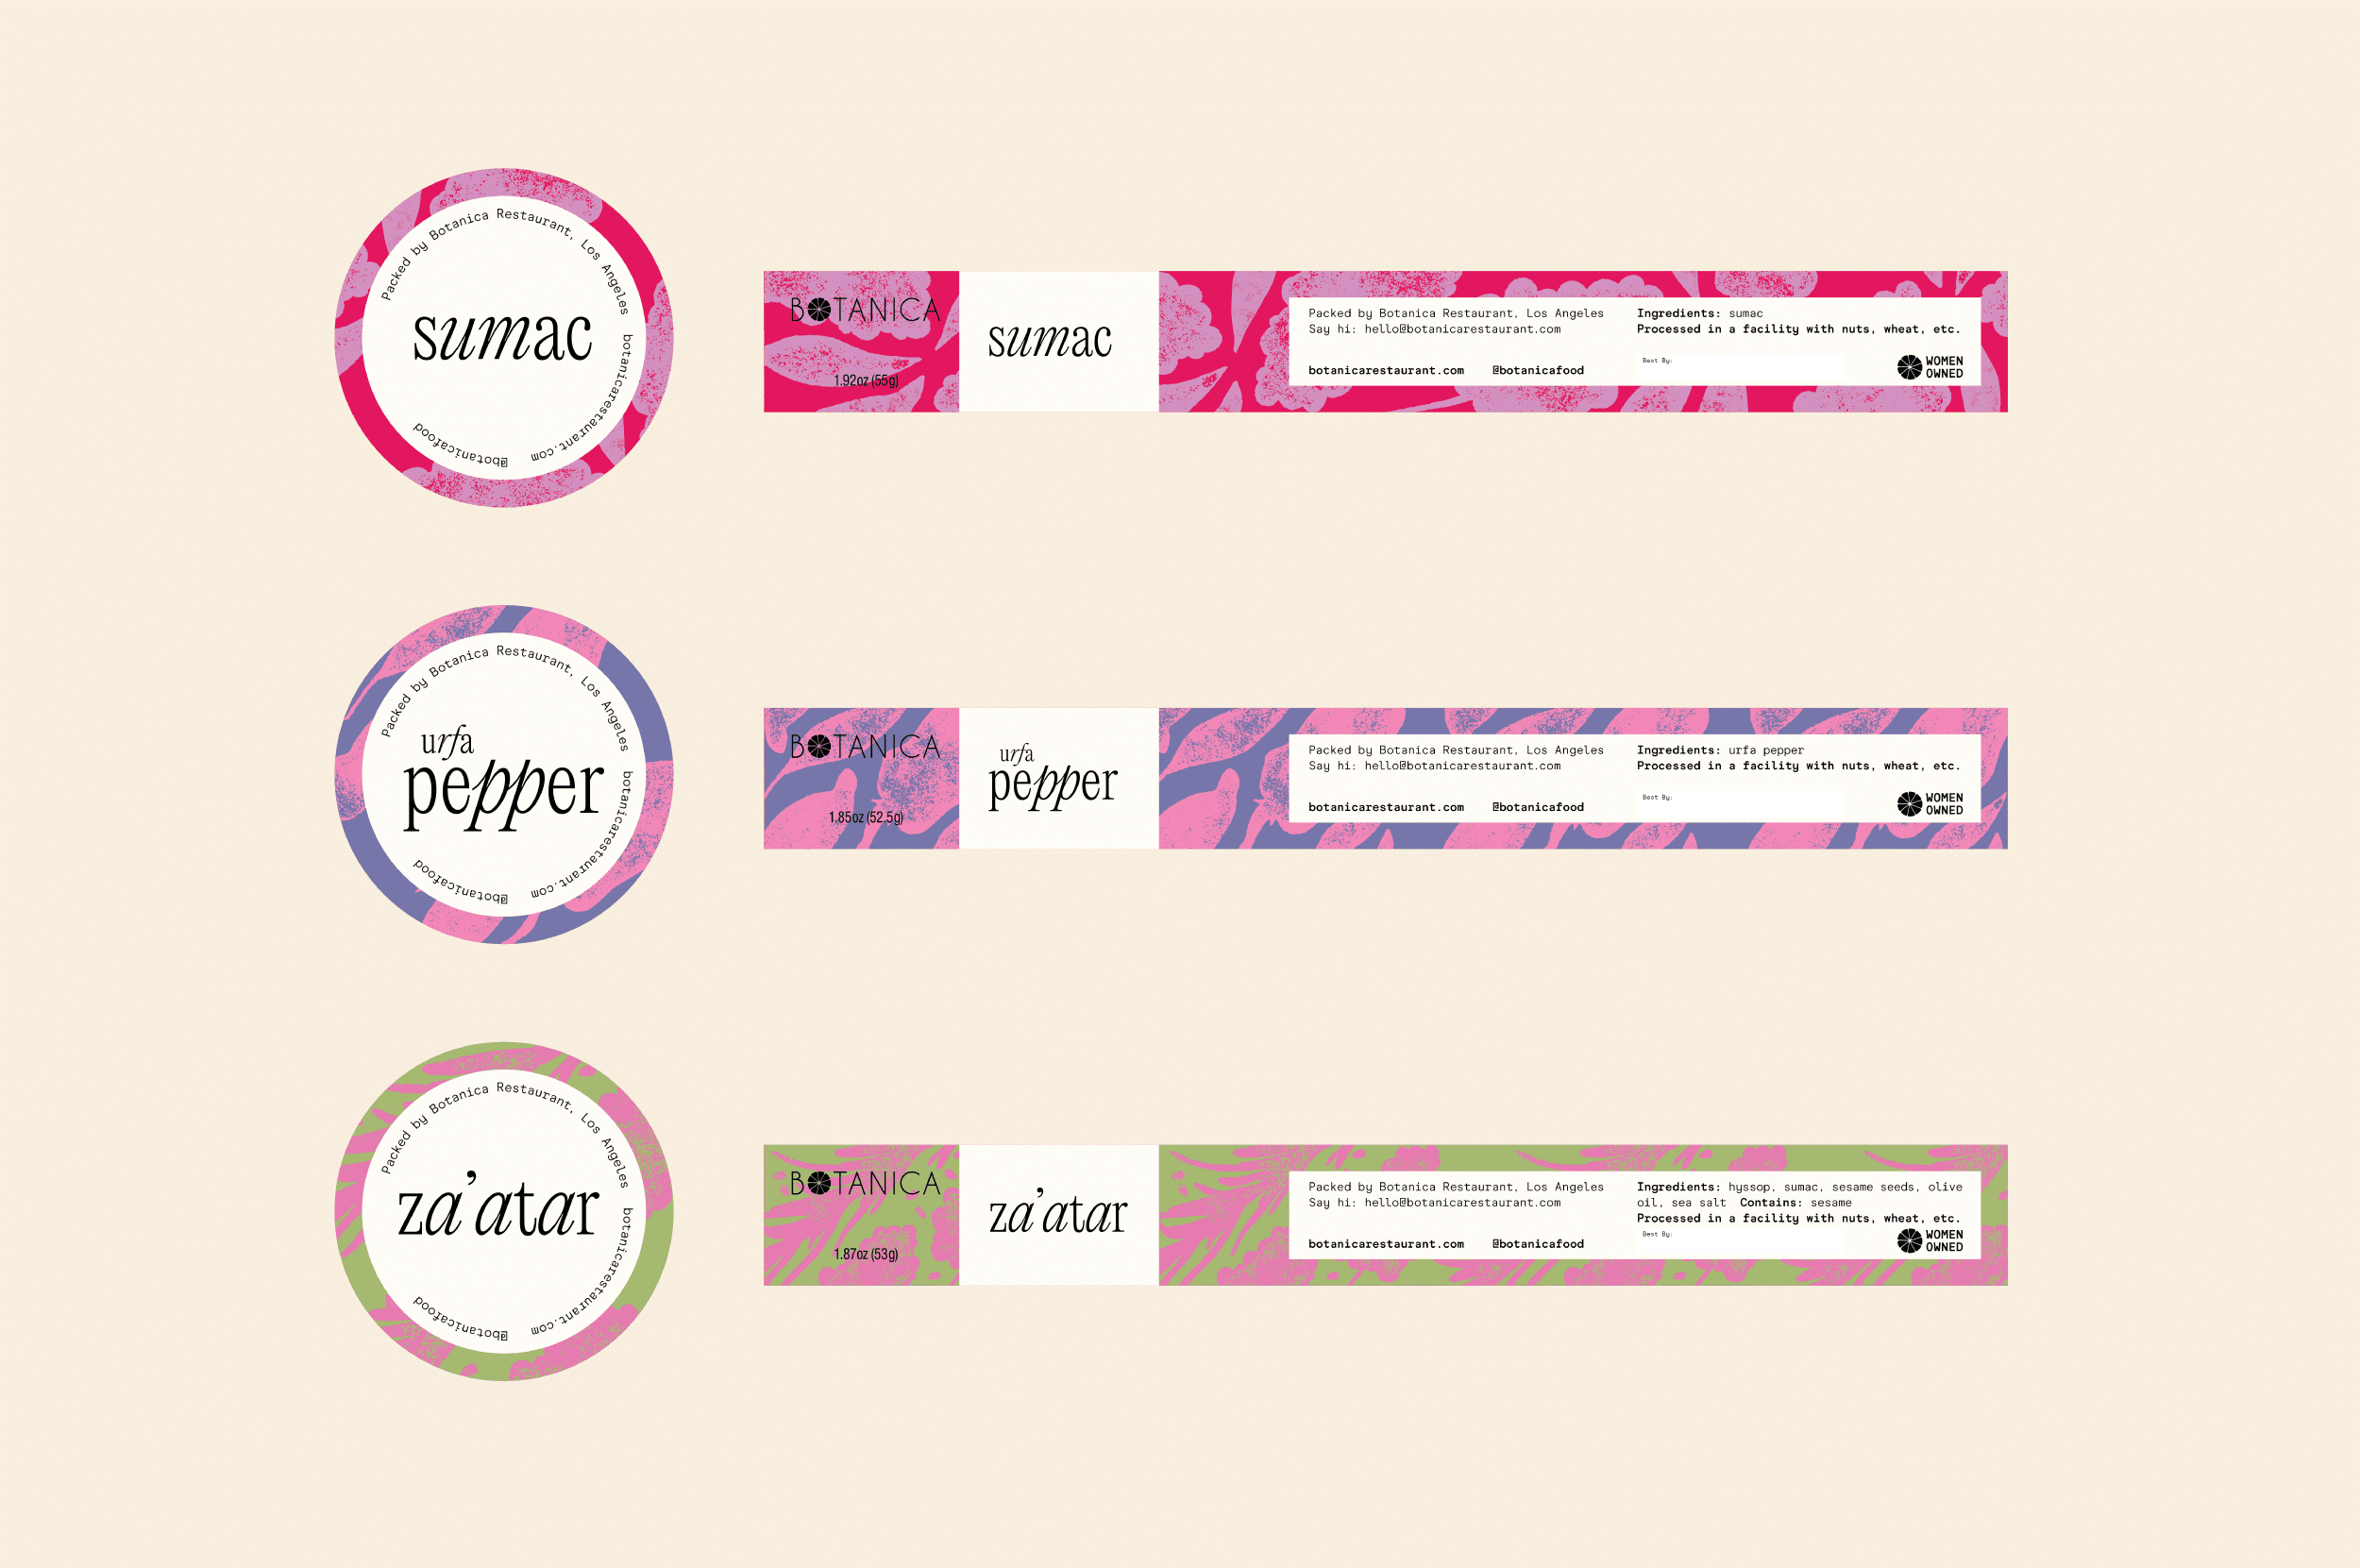 Packed by Botanica Restaurant, Los Angeles
botanicarestaurant.com
@botanicafood
sumac
BOTANICA
1.92oz (55g)
sumac
Packed by Botanica Restaurant, Los Angeles
Say hi: hello@botanicarestaurant.com
botanicarestaurant.com @botanicafood
Ingredients: sumac
Processed in a facility with nuts, wheat, etc.
Best By:
WOMEN
OWNED
Packed by Botanica Restaurant, Los Angeles
botanicarestaurant.com
@botanicafood
urfa
pepper
BOTANICA
1.85oz (52.5g)
urfa
pepper
Packed by Botanica Restaurant, Los Angeles
Say hi: hello@botanicarestaurant.com
botanicarestaurant.com @botanicafood
Ingredients: urfa pepper
Processed in a facility with nuts, wheat, etc.
Best By:
WOMEN
OWNED
Packed by Botanica Restaurant, Los Angeles
botanicarestaurant.com
@botanicafood
za’atar
BOTANICA
1.87oz (53g)
za’atar
Packed by Botanica Restaurant, Los Angeles
Say hi: hello@botanicarestaurant.com
botanicarestaurant.com @botanicafood
Ingredients: hyssop, sumac, sesame seeds, olive
oil, sea salt Contains: sesame
Processed in a facility with nuts, wheat, etc.
Best By:
WOMEN
OWNED